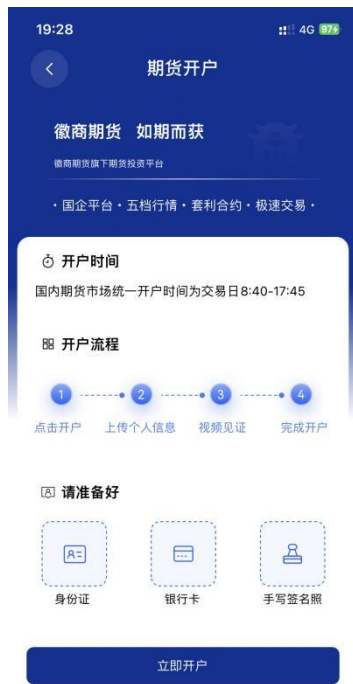 19:28 4G 97
期货开户
徽商期货 如期而获
徽商期货旗下期货投资平台
·国企平台·五档行情·套利合约·极速交易·
开户时间
国内期货市场统一开户时间为交易日8:40-17:45
开户流程
1 2 3 4
点击开户 上传个人信息 视频见证 完成开户
请准备好
身份证 银行卡 手写签名照
立即开户